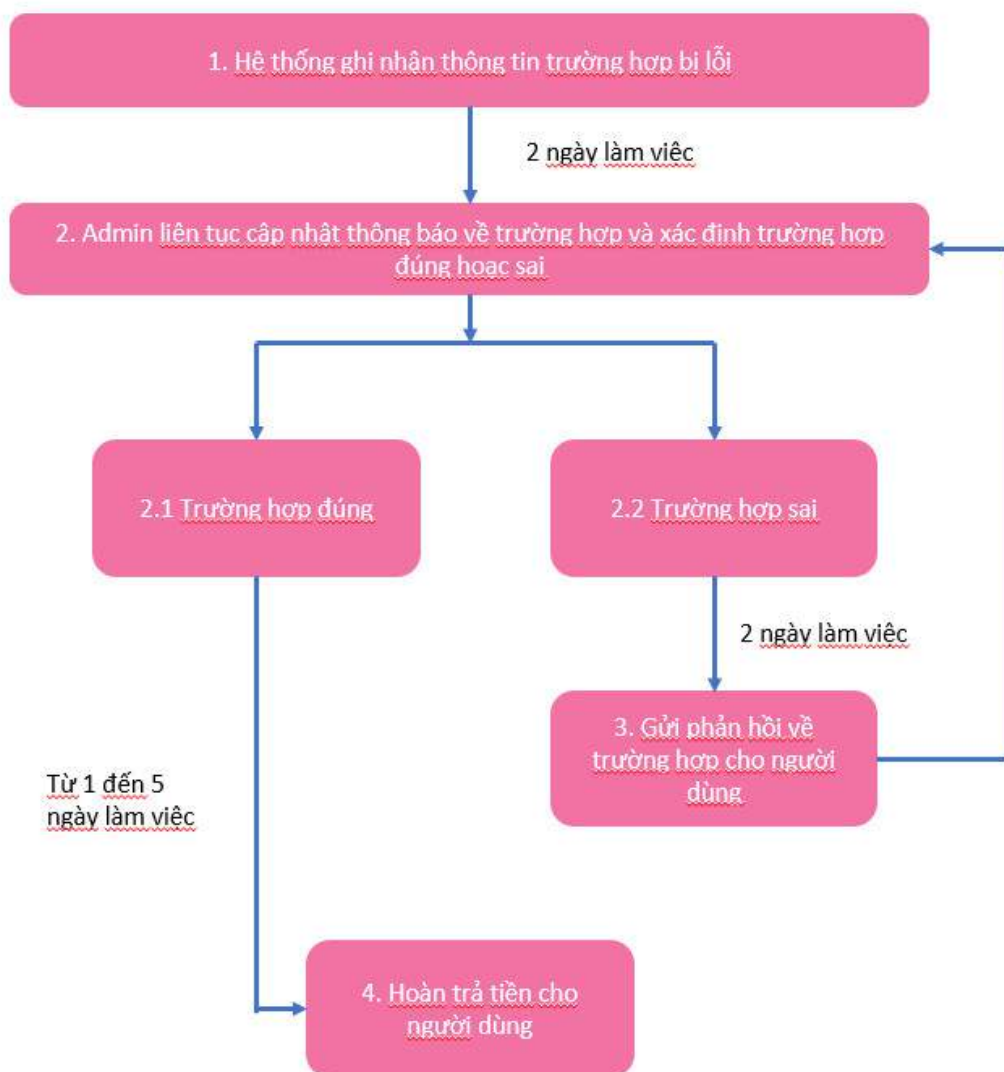 1. Hệ thống ghi nhận thông tin trường hợp bị lỗi
2 ngày làm việc
2. Admin liên tục cập nhật thông báo về trường hợp và xác định trường hợp
đúng hoặc sai
2.1 Trường hợp đúng
2.2 Trường hợp sai
2 ngày làm việc
3. Gửi phản hồi về
trường hợp cho người
dùng
Từ 1 đến 5
ngày làm việc
4. Hoàn trả tiền cho
người dùng